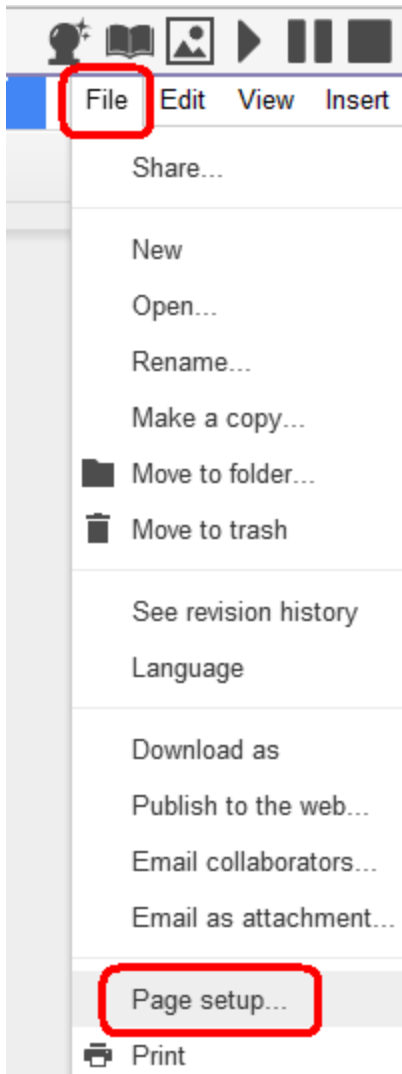 File Edit View Insert
Share...
New
Open...
Rename...
Make a copy...
Move to folder...
Move to trash
See revision history
Language
Download as
Publish to the web...
Email collaborators...
Email as attachment...
Page setup...
Print